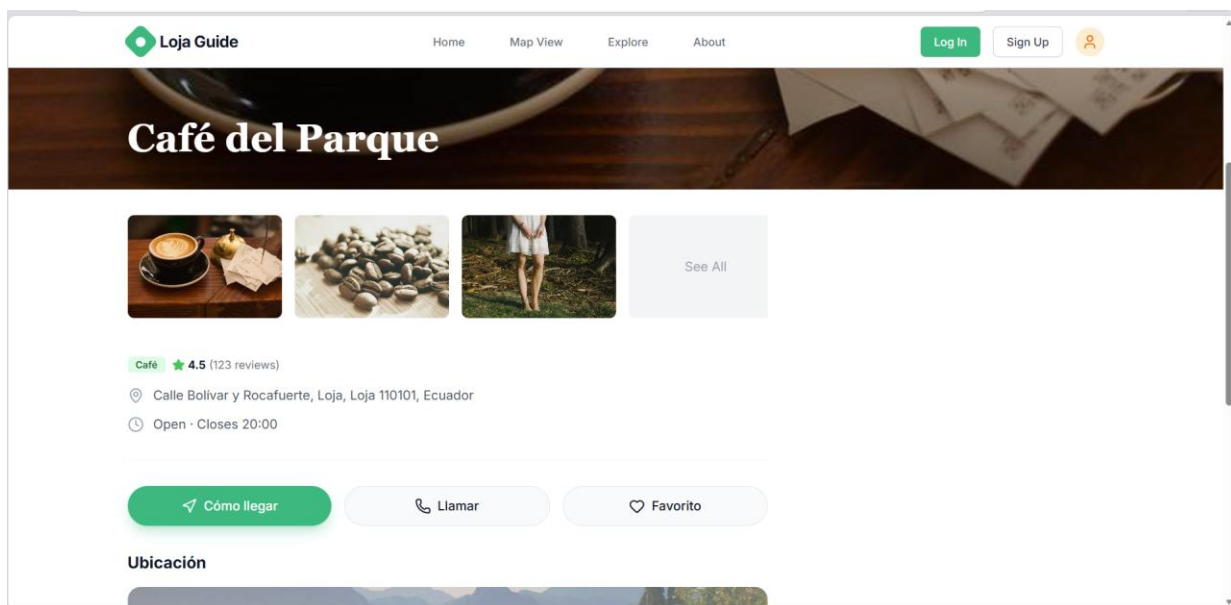 Loja Guide Home Map View Explore About Log In Sign Up
Café del Parque
See All
Café 4.5 (123 reviews)
Calle Bolívar y Rocafuerte, Loja, Loja 110101, Ecuador
Open · Closes 20:00
Cómo llegar Llamar Favorito
Ubicación